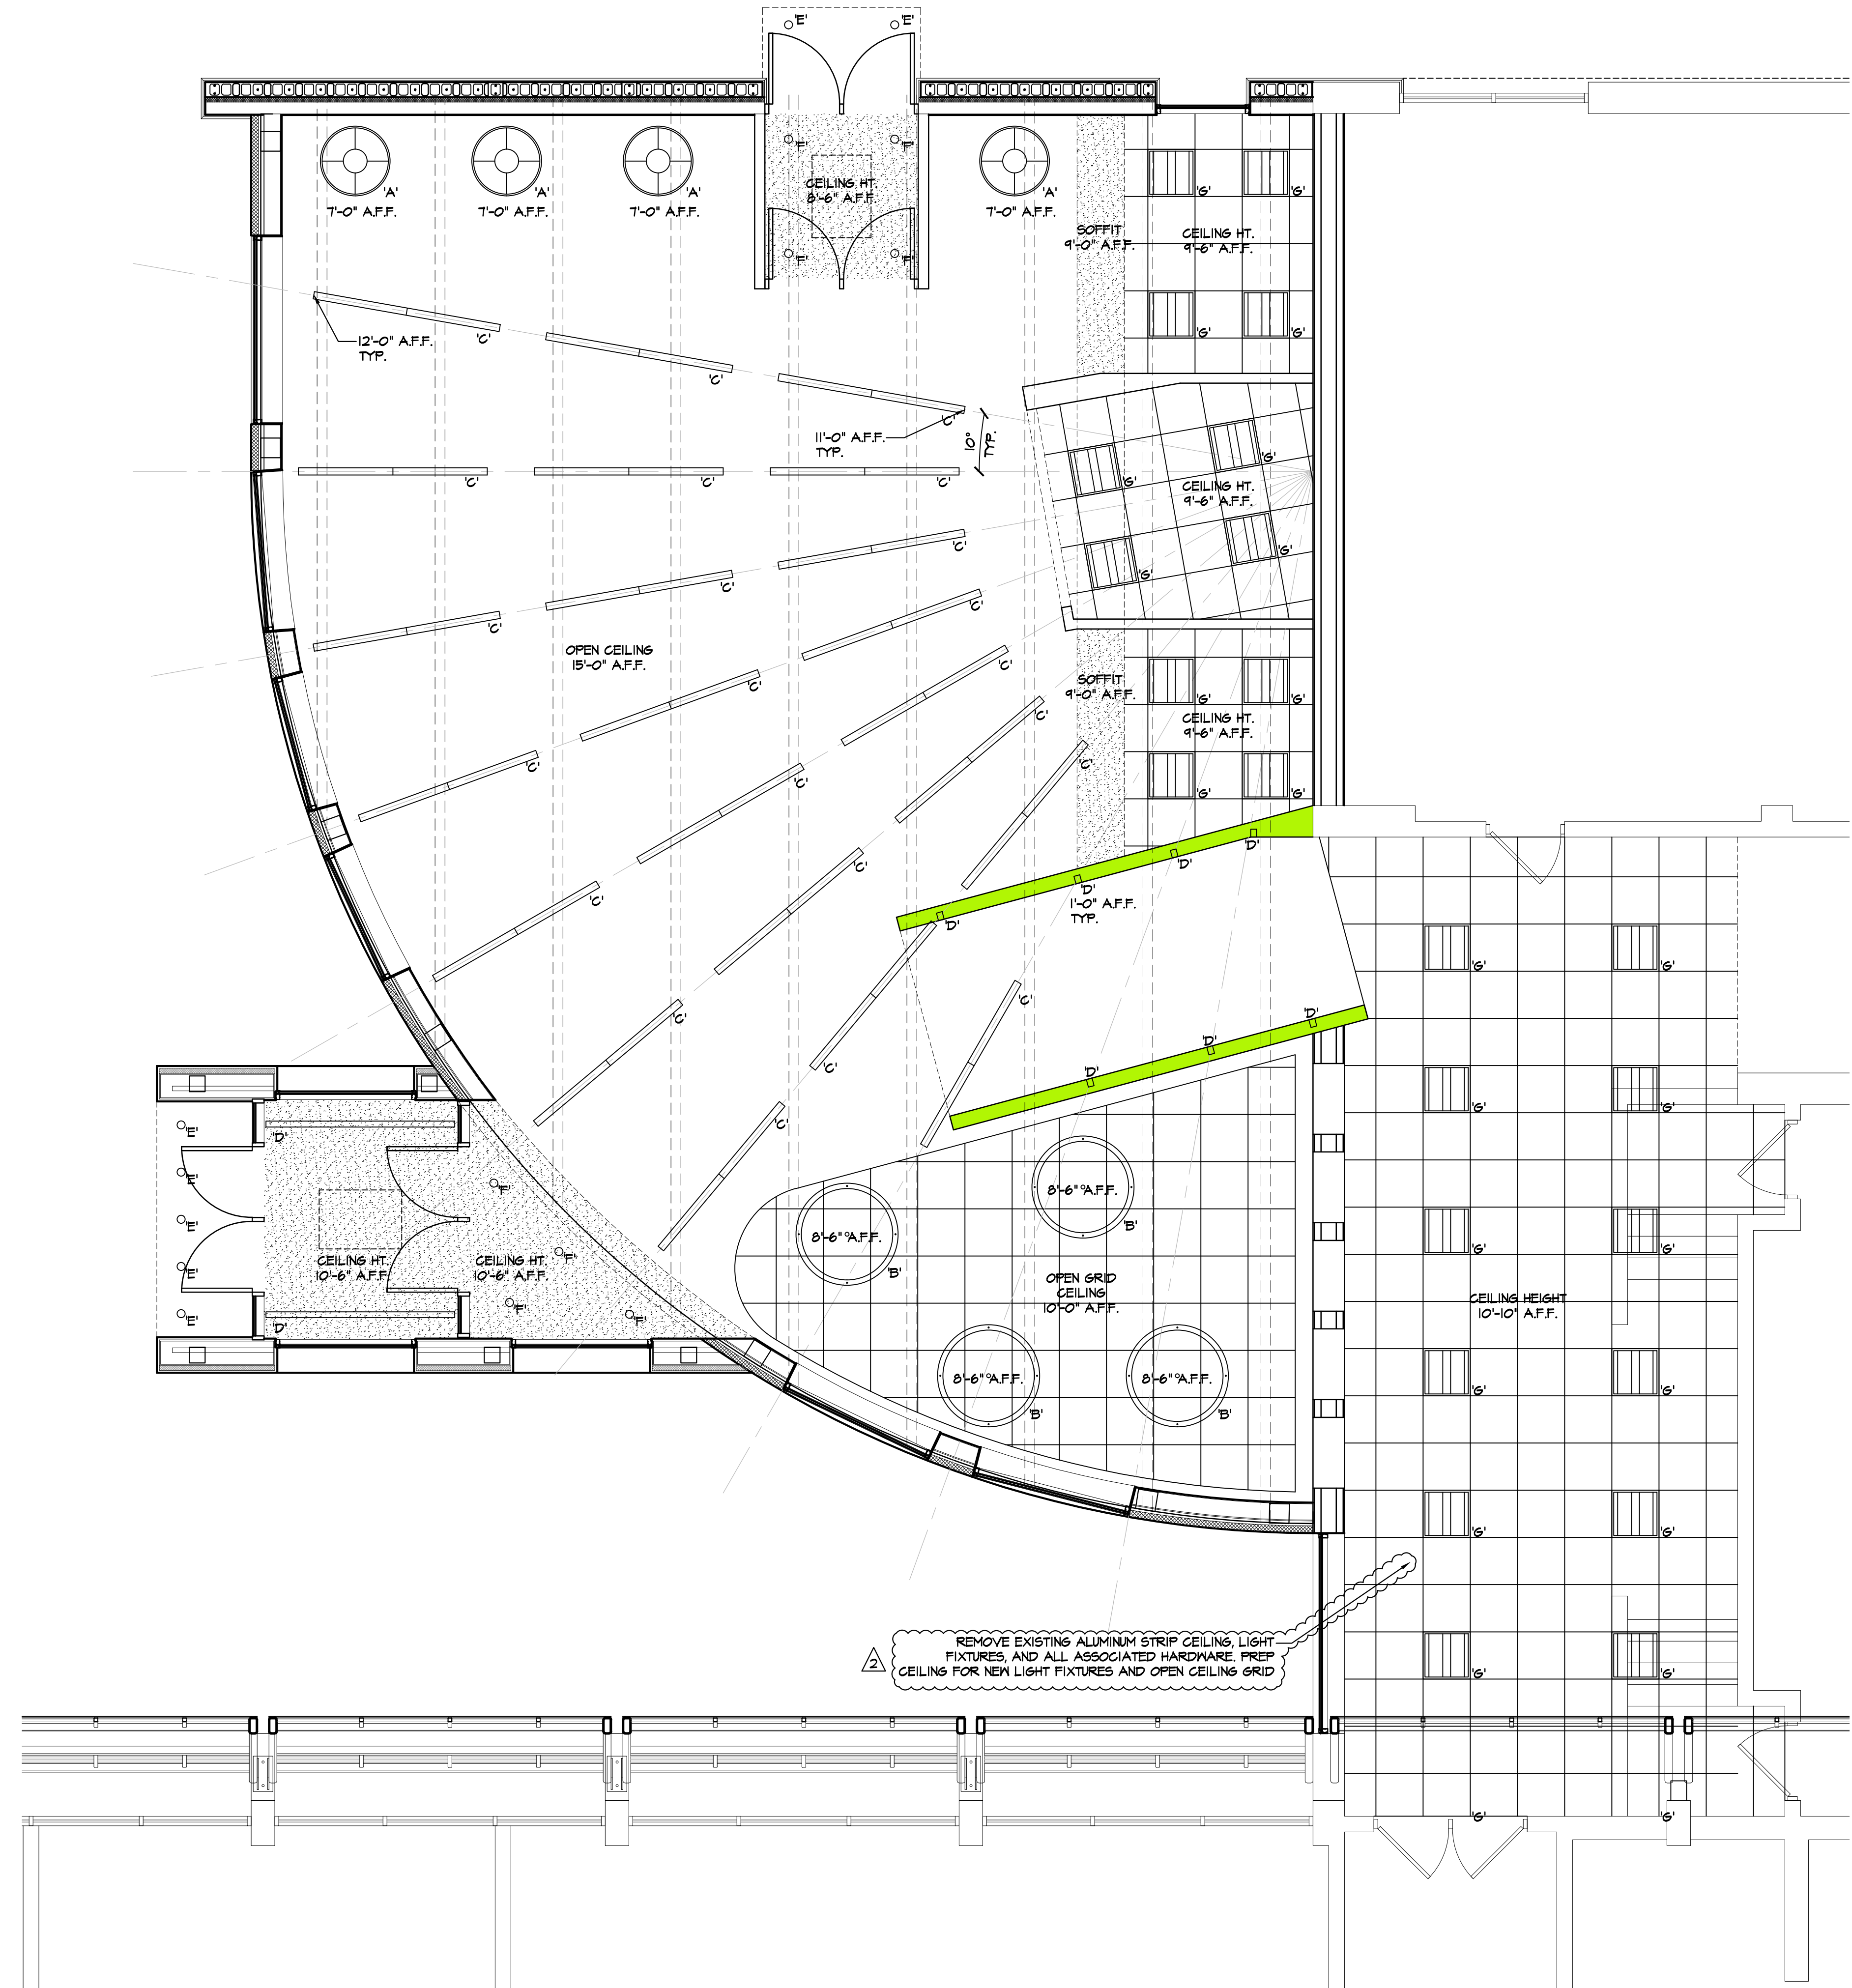 'E' 'E'
'F' 'F'
CEILING HT.
8'-6" A.F.F.
'A' 'A' 'A' 'A'
7'-0" A.F.F. 7'-0" A.F.F. 7'-0" A.F.F. 7'-0" A.F.F.
'G' 'G'
SOFFIT
9'-0" A.F.F.
CEILING HT.
9'-6" A.F.F.
'F' 'F'
12'-0" A.F.F.
TYP.
'G' 'G'
'C'
'C'
'C'
11'-0" A.F.F.
TYP.
10°
TYP.
'G'
'G'
CEILING HT.
9'-6" A.F.F.
'C' 'C' 'C'
'G'
'G'
'C'
'C'
'C'
'C'
OPEN CEILING
15'-0" A.F.F.
'C'
'C'
'C'
SOFFIT
9'-0" A.F.F.
'G' 'G'
CEILING HT.
9'-6" A.F.F.
'C'
'C'
'C'
'G' 'G'
'C'
'C'
'C'
'D'
'D'
1'-0" A.F.F.
TYP.
'D'
'G' 'G'
'C'
'C'
'D'
'D'
'D'
'C'
'G' 'G'
'E'
'D'
'C'
'E'
'F'
8'-6" A.F.F.
'B'
'E'
8'-6" A.F.F.
'B'
'G' 'G'
'E'
CEILING HT.
10'-6" A.F.F.
CEILING HT.
10'-6" A.F.F.
'F'
OPEN GRID
CEILING
10'-0" A.F.F.
CEILING HEIGHT
10'-10" A.F.F.
'E'
'D'
'F'
'F'
8'-6" A.F.F. 8'-6" A.F.F.
'B' 'B'
'G' 'G'
'G' 'G'
2
REMOVE EXISTING ALUMINUM STRIP CEILING, LIGHT
FIXTURES, AND ALL ASSOCIATED HARDWARE. PREP
CEILING FOR NEW LIGHT FIXTURES AND OPEN CEILING GRID
'G' 'G'
'G' 'G'